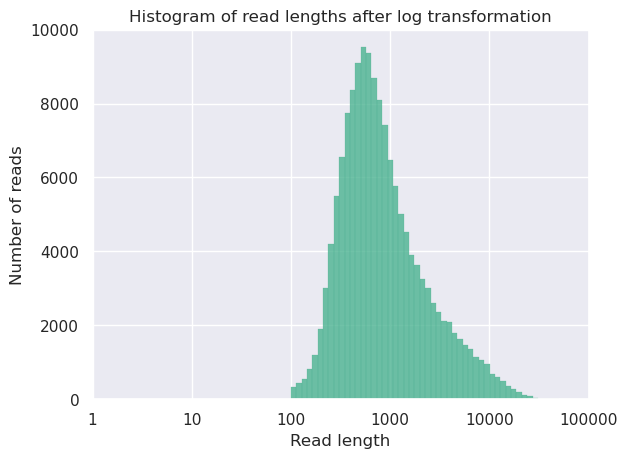 Histogram of read lengths after log transformation
10000
8000
6000
4000
2000
0
Number of reads
1 10 100 1000 10000 100000
Read length